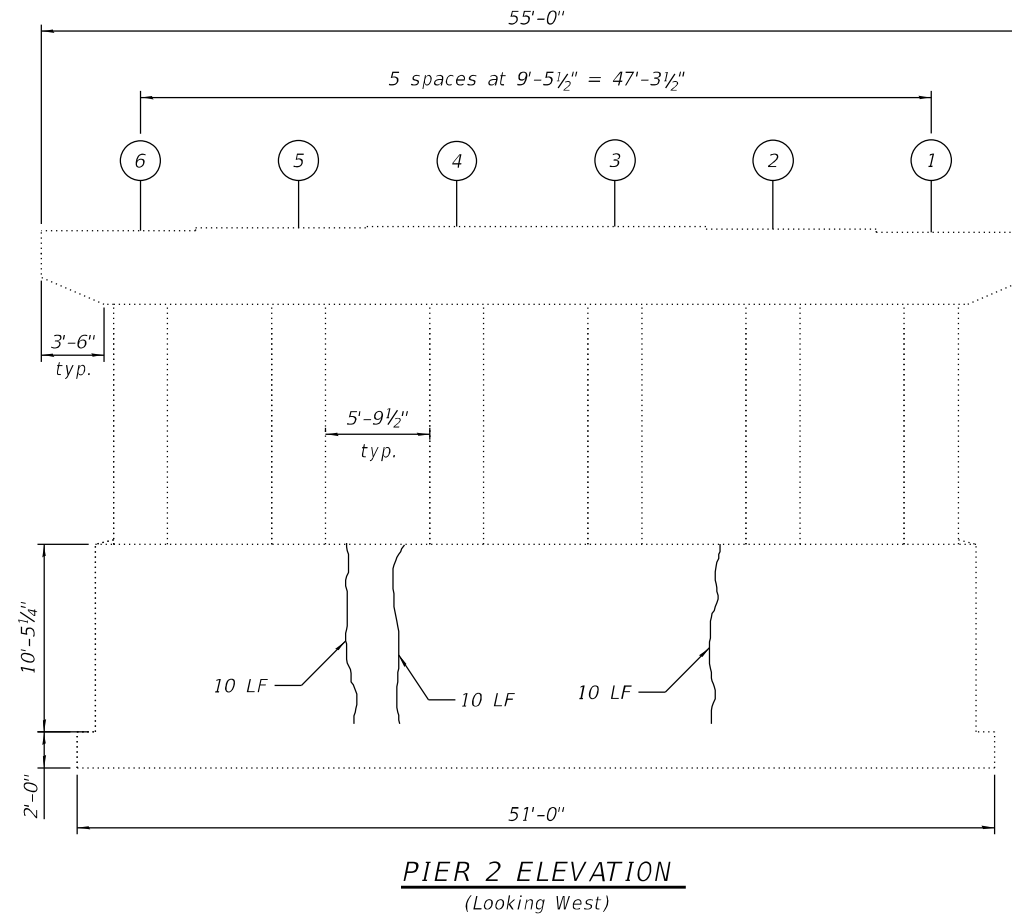 55'-0"
5 spaces at 9'-5½" = 47'-3½"
6 5 4 3 2 1
3'-6"
typ.
5'-9½"
typ.
10'-5¼"
10 LF
10 LF
10 LF
2'-0"
51'-0"
PIER 2 ELEVATION
(Looking West)